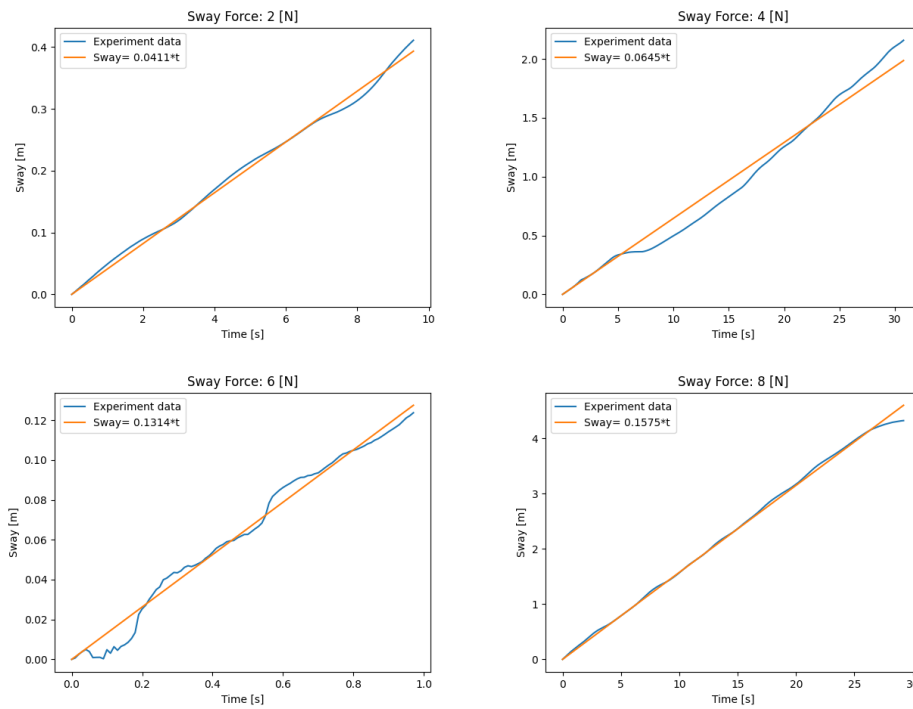 Sway Force: 2 [N]
Experiment data
Sway= 0.0411*t
0.4
0.3
0.2
0.1
0.0
Sway [m]
0 2 4 6 8 10
Time [s]
Sway Force: 4 [N]
Experiment data
Sway= 0.0645*t
2.0
1.5
1.0
0.5
0.0
Sway [m]
0 5 10 15 20 25 30
Time [s]
Sway Force: 6 [N]
Experiment data
Sway= 0.1314*t
0.12
0.10
0.08
0.06
0.04
0.02
0.00
Sway [m]
0.0 0.2 0.4 0.6 0.8 1.0
Time [s]
Sway Force: 8 [N]
Experiment data
Sway= 0.1575*t
4
3
2
1
0
Sway [m]
0 5 10 15 20 25 30
Time [s]